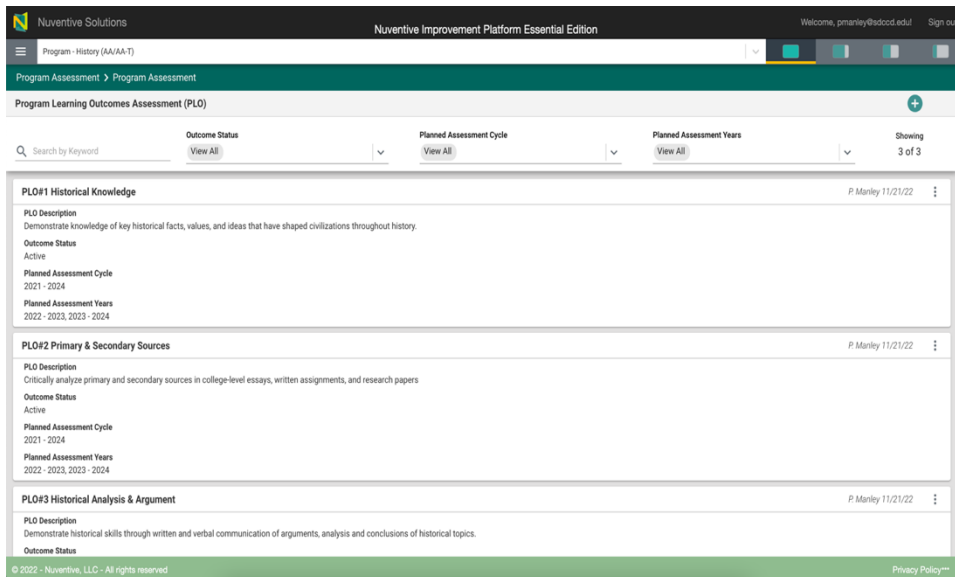 Nuventive Solutions
Nuventive Improvement Platform Essential Edition
Welcome, pmanley@sdccd.edu! Sign ou
Program - History (AA/AA-T)
Program Assessment > Program Assessment
Program Learning Outcomes Assessment (PLO)
Search by Keyword
Outcome Status
View All
Planned Assessment Cycle
View All
Planned Assessment Years
View All
Showing
3 of 3
PLO#1 Historical Knowledge
P. Manley 11/21/22
PLO Description
Demonstrate knowledge of key historical facts, values, and ideas that have shaped civilizations throughout history.
Outcome Status
Active
Planned Assessment Cycle
2021 - 2024
Planned Assessment Years
2022 - 2023, 2023 - 2024
PLO#2 Primary & Secondary Sources
P. Manley 11/21/22
PLO Description
Critically analyze primary and secondary sources in college-level essays, written assignments, and research papers
Outcome Status
Active
Planned Assessment Cycle
2021 - 2024
Planned Assessment Years
2022 - 2023, 2023 - 2024
PLO#3 Historical Analysis & Argument
P. Manley 11/21/22
PLO Description
Demonstrate historical skills through written and verbal communication of arguments, analysis and conclusions of historical topics.
Outcome Status
© 2022 - Nuventive, LLC - All rights reserved
Privacy Policy***